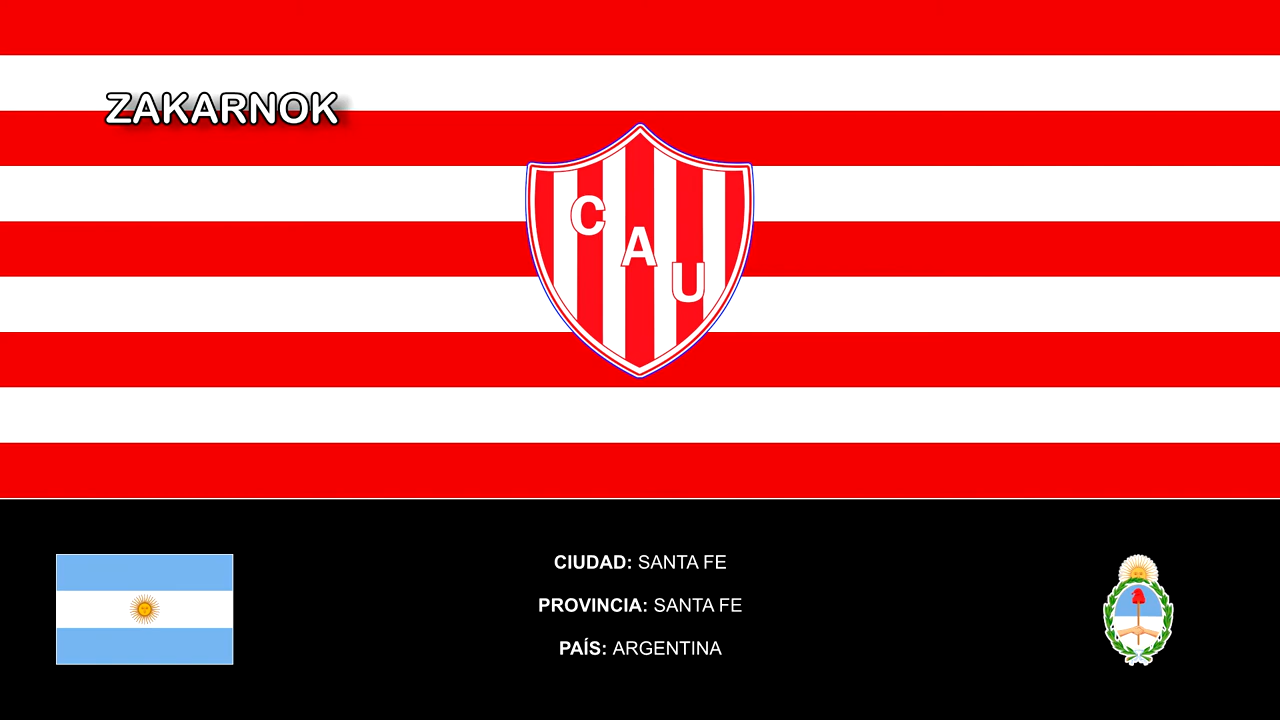 ZAKARNOK
C
A
U
CIUDAD: SANTA FE
PROVINCIA: SANTA FE
PAÍS: ARGENTINA